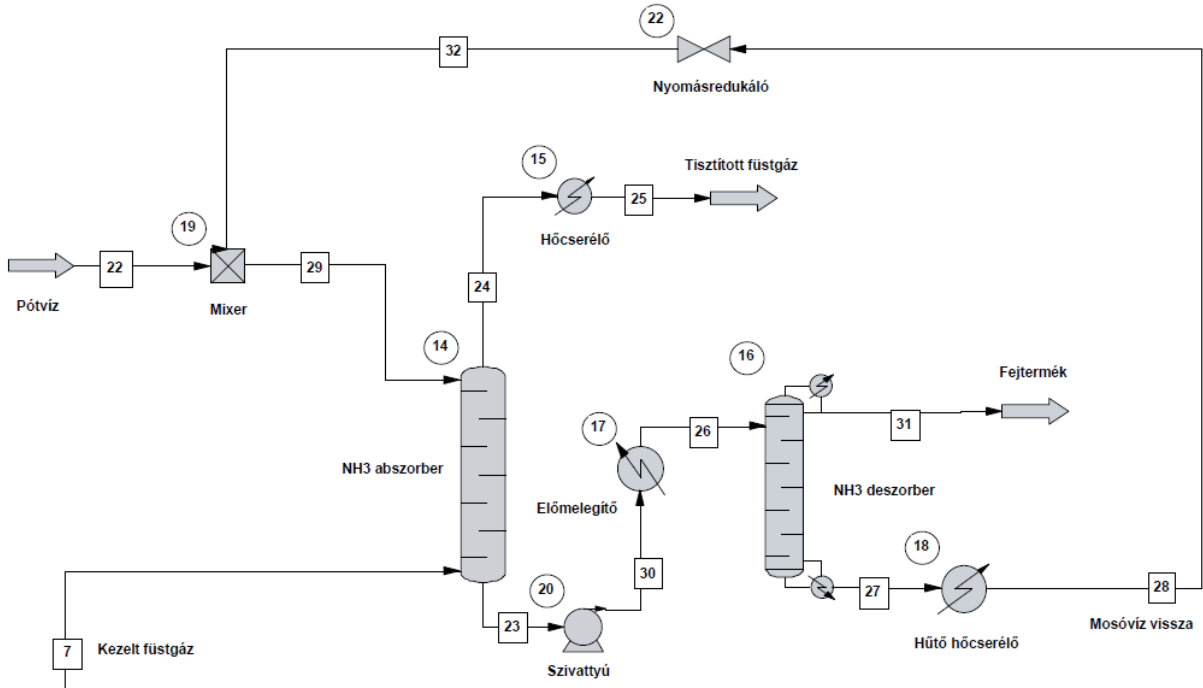 22
32
Nyomásredukáló
15
Tisztított füstgáz
25
19
Hőcserélő
22
29
24
Pótvíz
Mixer
14
16
Fejtermék
17
26
31
NH3 abszorber
NH3 deszorber
Előmelegítő
18
30
20
27
28
23
Mosóvíz vissza
7
Kezelt füstgáz
Hűtő hőcserélő
Szivattyú